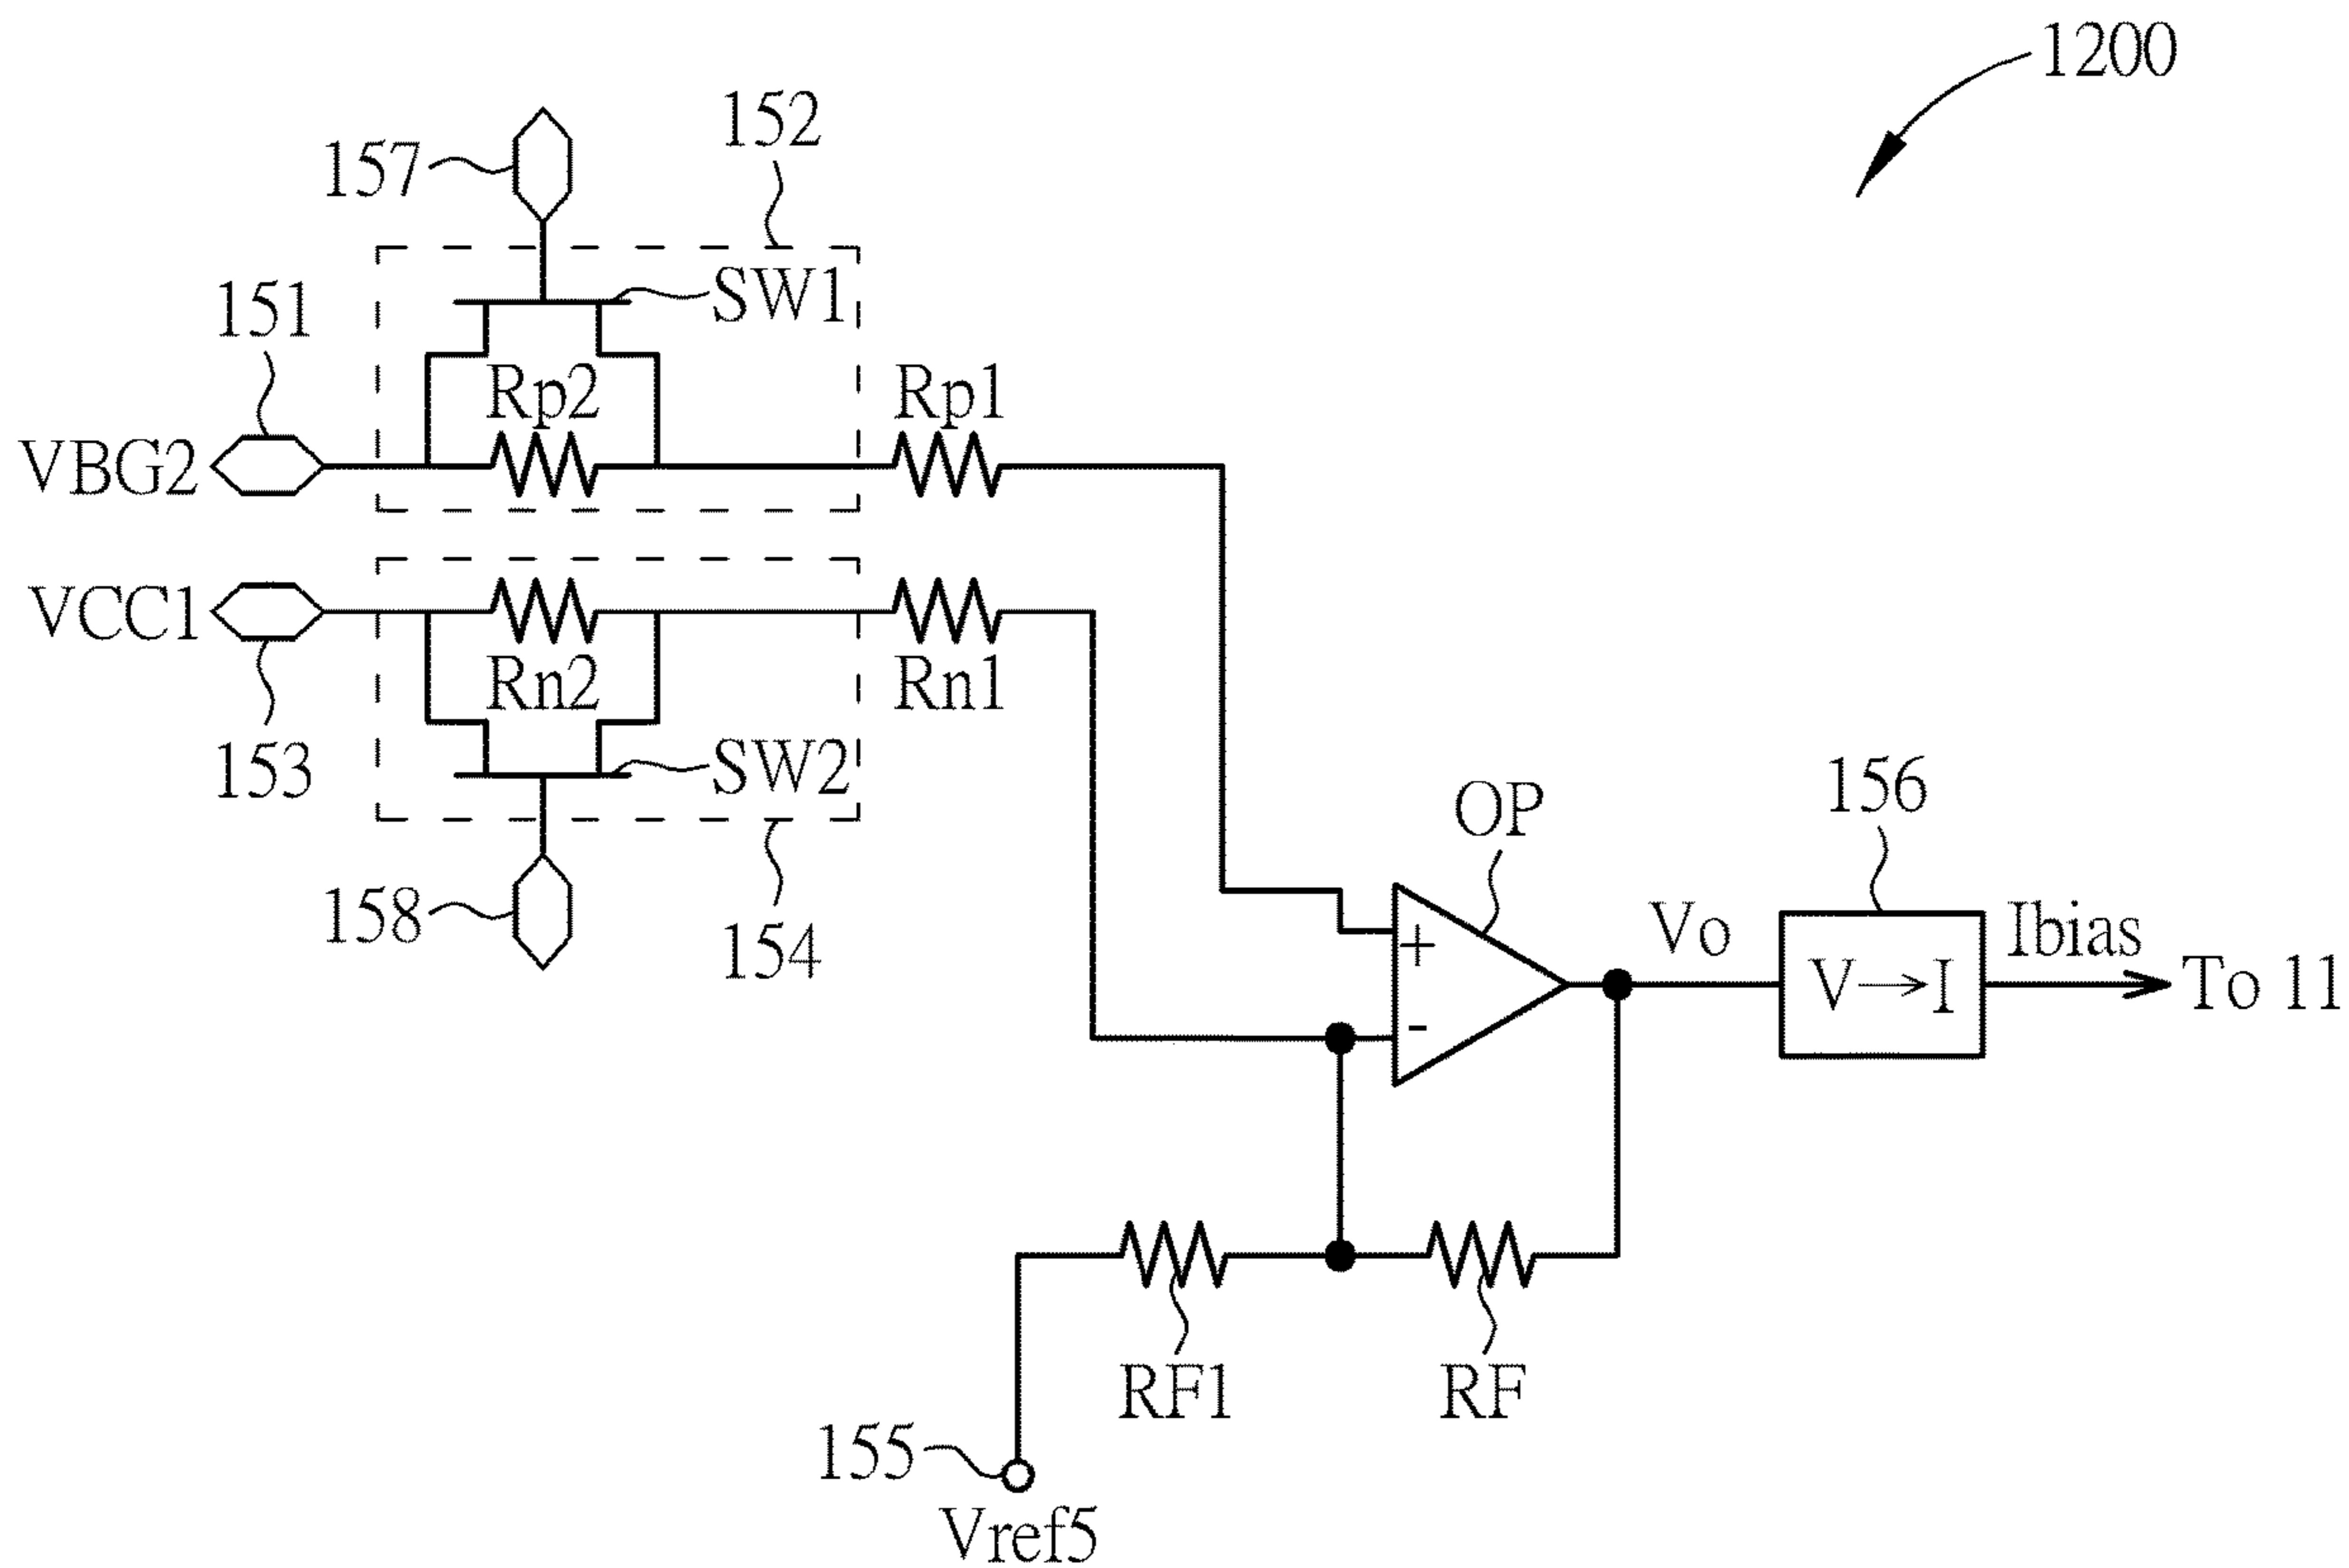 1200
152
157
SW1
151
Rp2
Rp1
VBG2
VCC1
Rn2
Rn1
153
SW2
OP
156
158
154
Vo
Ibias
+
V→I
To 11
-
RF1
RF
155
Vref5